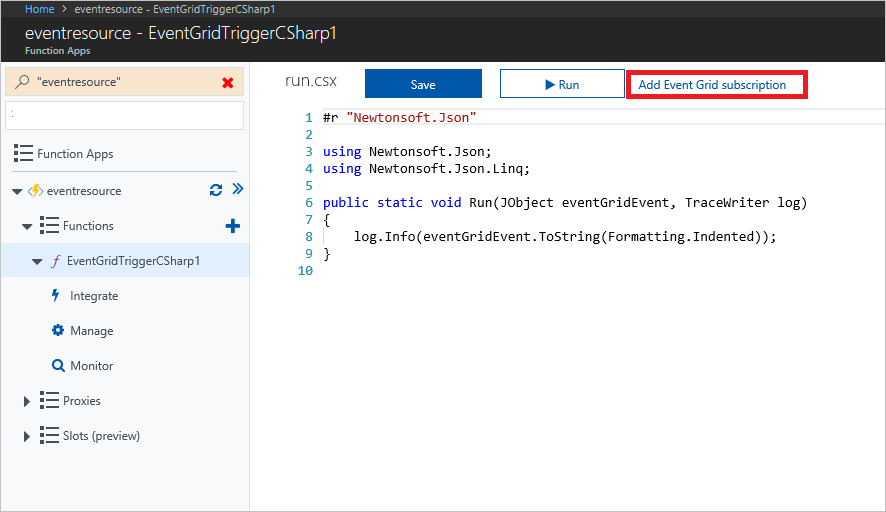 Home > eventresource - EventGridTriggerCSharp1
eventresource - EventGridTriggerCSharp1
Function Apps
"eventresource"
:
Function Apps
eventresource
Functions
f EventGridTriggerCSharp1
Integrate
Manage
Monitor
Proxies
Slots (preview)
run.csx Save Run Add Event Grid subscription
1 #r "Newtonsoft.Json"
2
3 using Newtonsoft.Json;
4 using Newtonsoft.Json.Linq;
5
6 public static void Run(JObject eventGridEvent, TraceWriter log)
7 {
8     log.Info(eventGridEvent.ToString(Formatting.Indented));
9 }
10